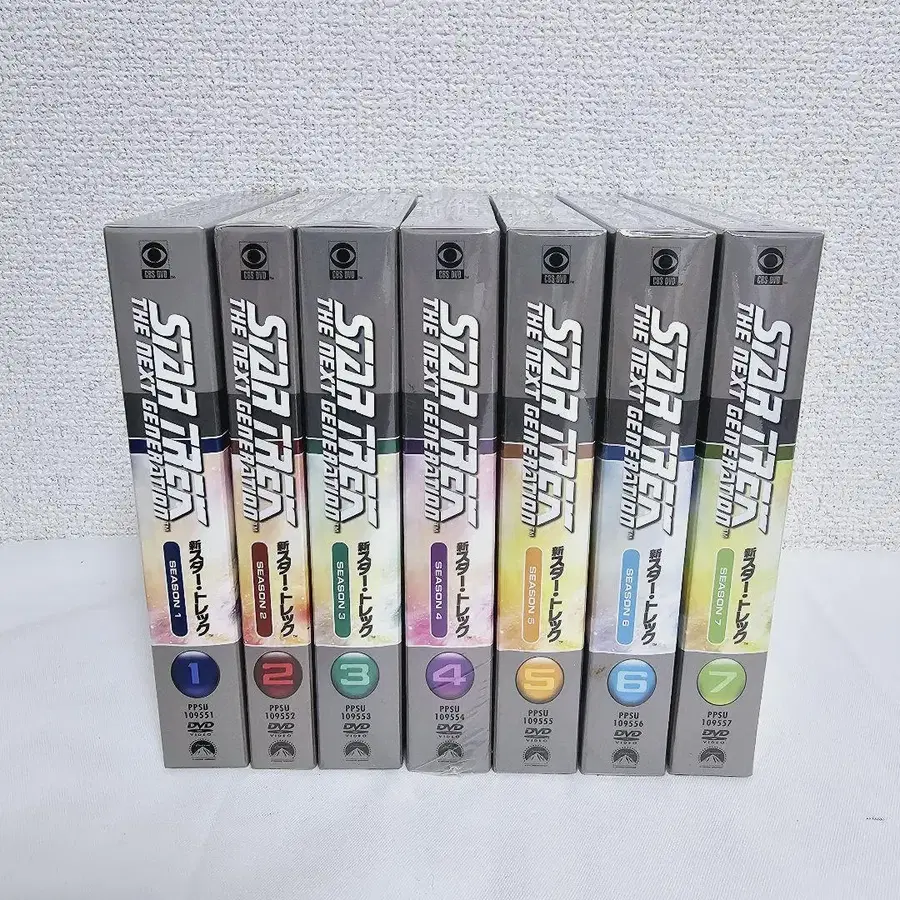 CBS DVD
STAR TREK
THE NEXT GENERATION
新スター・トレック
SEASON 1
1
PPSU
109551
DVD
VIDEO
CBS DVD
STAR TREK
THE NEXT GENERATION
新スター・トレック
SEASON 2
2
PPSU
109552
DVD
VIDEO
CBS DVD
STAR TREK
THE NEXT GENERATION
新スター・トレック
SEASON 3
3
PPSU
109553
DVD
VIDEO
CBS DVD
STAR TREK
THE NEXT GENERATION
新スター・トレック
SEASON 4
4
PPSU
109554
DVD
VIDEO
CBS DVD
STAR TREK
THE NEXT GENERATION
新スター・トレック
SEASON 5
5
PPSU
109555
DVD
VIDEO
CBS DVD
STAR TREK
THE NEXT GENERATION
新スター・トレック
SEASON 6
6
PPSU
109556
DVD
VIDEO
CBS DVD
STAR TREK
THE NEXT GENERATION
新スター・トレック
SEASON 7
7
PPSU
109557
DVD
VIDEO